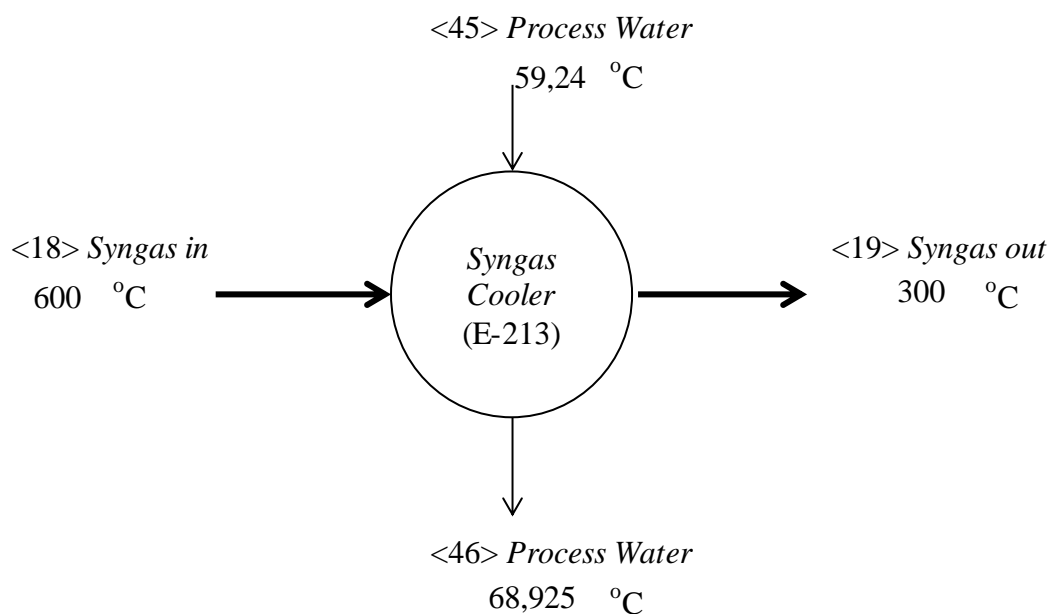 <45> Process Water
59,24 °C
<18> Syngas in
600 °C
Syngas
Cooler
(E-213)
<19> Syngas out
300 °C
<46> Process Water
68,925 °C